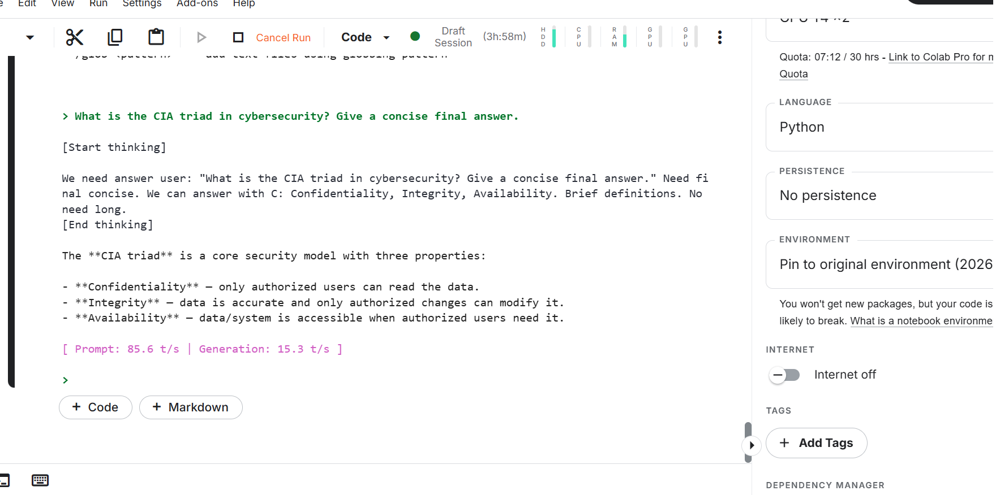 Edit View Run Settings Add-ons Help
Cancel Run
Code
Draft Session
(3h:58m)
HDD
CPU
RAM
GPU
GPU
> What is the CIA triad in cybersecurity? Give a concise final answer.
[Start thinking]
We need answer user: "What is the CIA triad in cybersecurity? Give a concise final answer." Need fi
nal concise. We can answer with C: Confidentiality, Integrity, Availability. Brief definitions. No
need long.
[End thinking]
The **CIA triad** is a core security model with three properties:
- **Confidentiality** — only authorized users can read the data.
- **Integrity** — data is accurate and only authorized changes can modify it.
- **Availability** — data/system is accessible when authorized users need it.
[ Prompt: 85.6 t/s | Generation: 15.3 t/s ]
>
+ Code
+ Markdown
Quota: 07:12 / 30 hrs - Link to Colab Pro for
Quota
LANGUAGE
Python
PERSISTENCE
No persistence
ENVIRONMENT
Pin to original environment (2026
You won't get new packages, but your code is
likely to break. What is a notebook
INTERNET
Internet off
TAGS
+ Add Tags
DEPENDENCY MANAGER